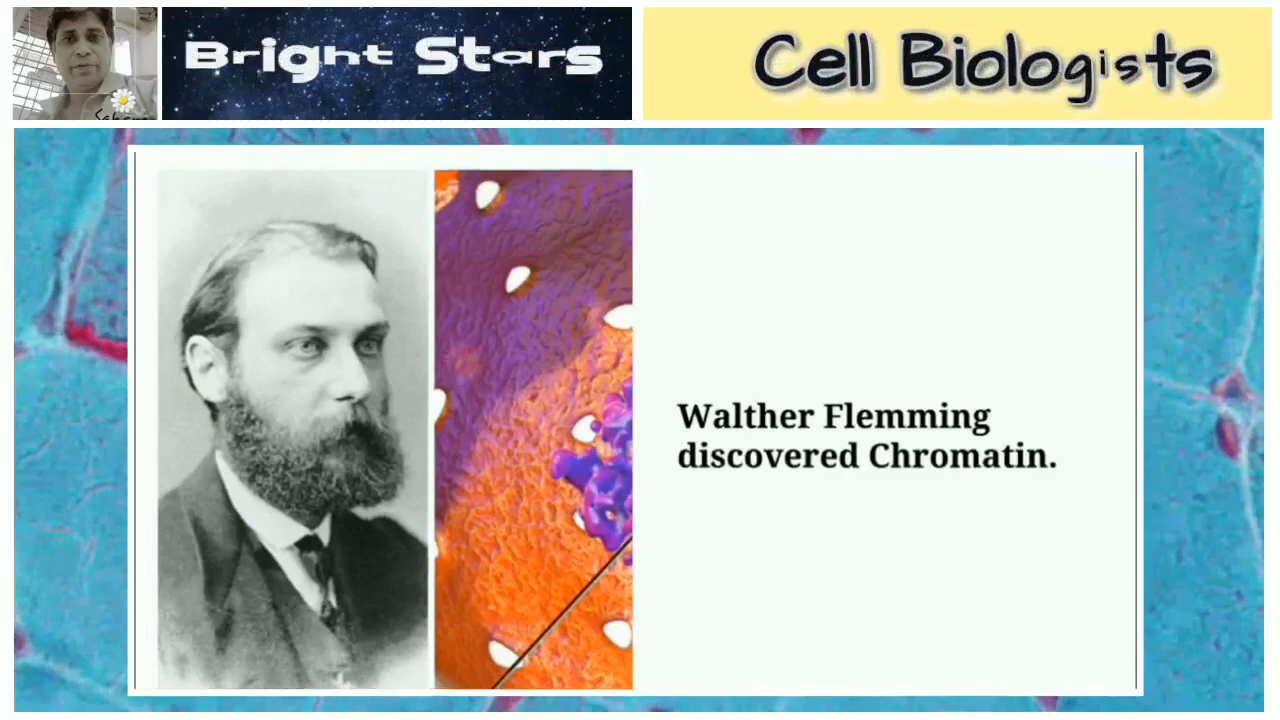 Bright Stars
Cell Biologists
Walther Flemming
discovered Chromatin.